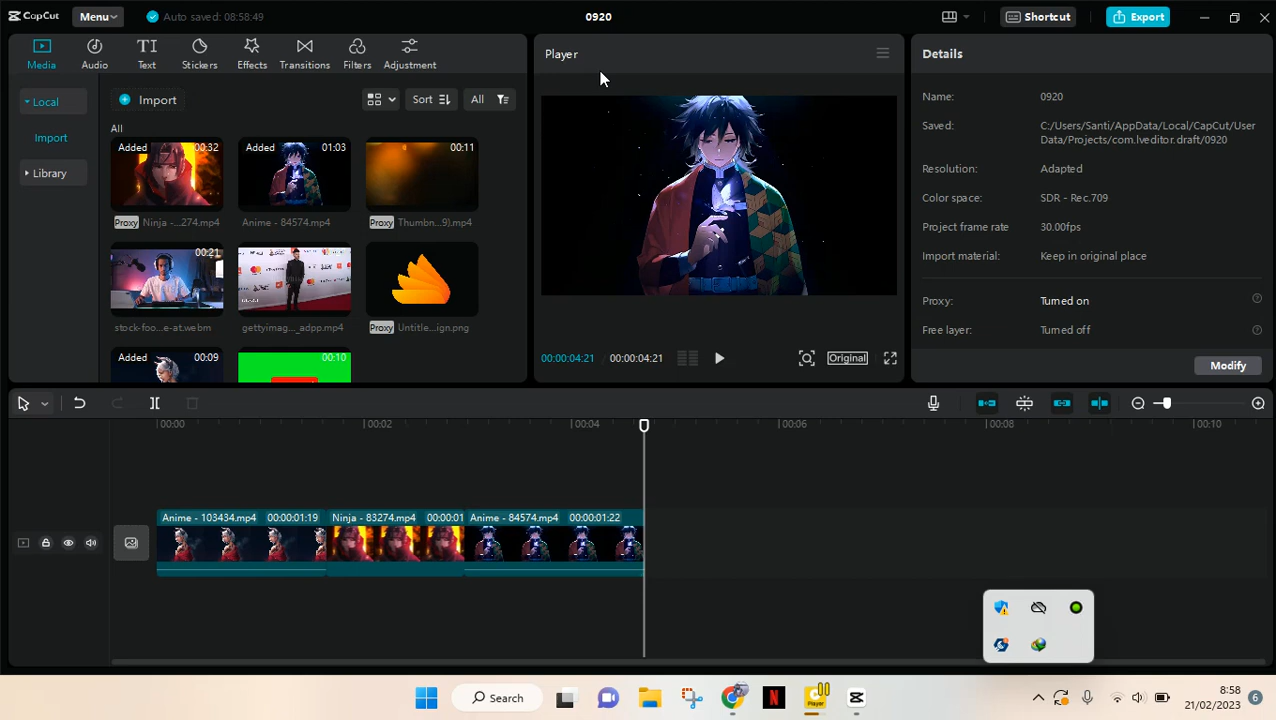 CapCut
Menu
Auto saved: 08:58:49
0920
Shortcut
Export
Media
Audio
Text
Stickers
Effects
Transitions
Filters
Adjustment
Player
Details
Local
Import
Library
Import
Sort
All
All
Added
00:32
Proxy
Ninja -...274.mp4
Added
01:03
Anime - 84574.mp4
00:11
Proxy
Thumbn...9).mp4
00:21
stock-foo...e-at.webm
gettyimag..._adpp.mp4
Proxy
Untitle...ign.png
Added
00:09
00:10
00:00:04:21
00:00:04:21
Original
Name:
0920
Saved:
C:/Users/Santi/AppData/Local/CapCut/User
Data/Projects/com.lveditor.draft/0920
Resolution:
Adapted
Color space:
SDR - Rec.709
Project frame rate
30.00fps
Import material:
Keep in original place
Proxy:
Turned on
Free layer:
Turned off
Modify
00:00
00:02
00:04
00:06
00:08
00:10
Anime - 103434.mp4
00:00:01:19
Ninja - 83274.mp4
00:00:01
Anime - 84574.mp4
00:00:01:22
Search
Player
8:58
21/02/2023
6